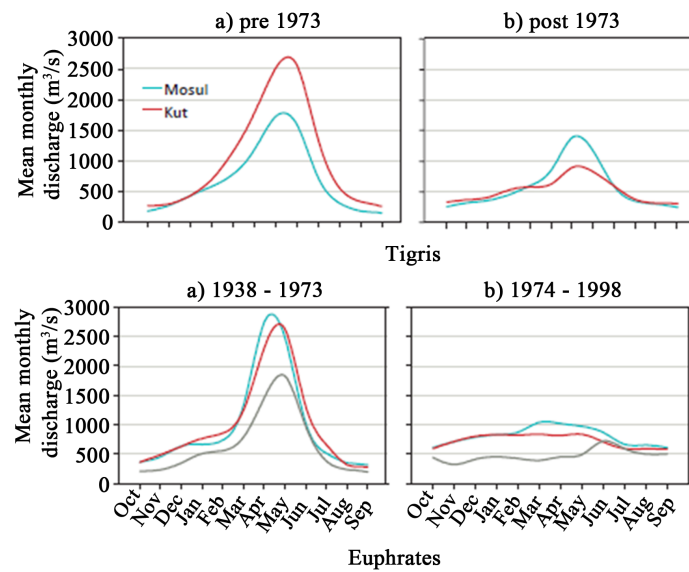 a) pre 1973
b) post 1973
Mean monthly
discharge (m³/s)
3000
2500
2000
1500
1000
500
0
Mosul
Kut
Tigris
a) 1938 - 1973
b) 1974 - 1998
Mean monthly
discharge (m³/s)
3000
2500
2000
1500
1000
500
0
Oct
Nov
Dec
Jan
Feb
Mar
Apr
May
Jun
Jul
Aug
Sep
Oct
Nov
Dec
Jan
Feb
Mar
Apr
May
Jun
Jul
Aug
Sep
Euphrates